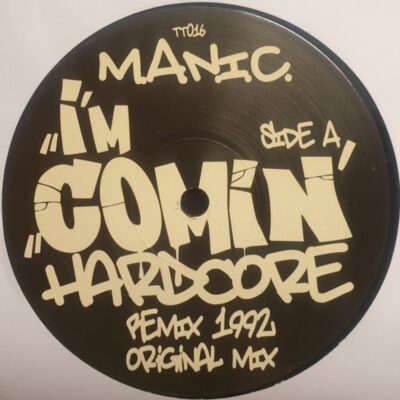 TT016
M.A.N.I.C.
"I'M
SIDE A
"COMIN'
HARDCORE
REMIX 1992
ORIGINAL MIX